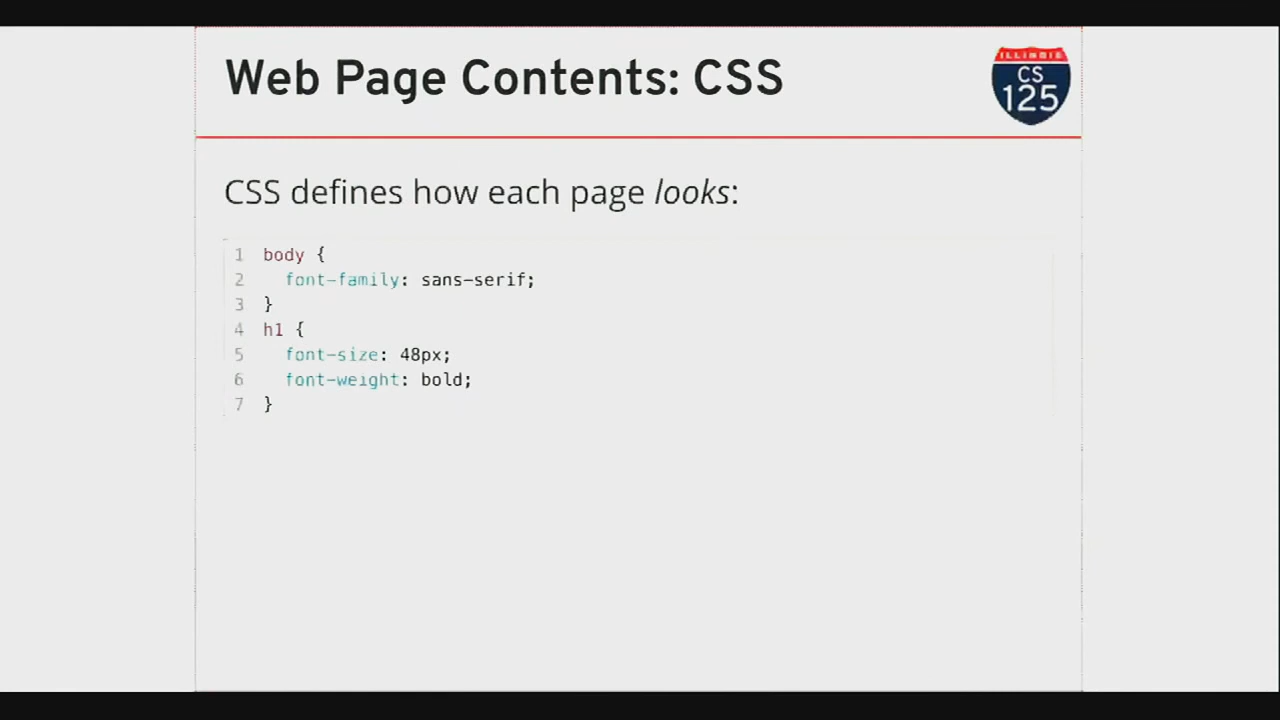 Web Page Contents: CSS
ILLINOIS
CS
125
CSS defines how each page looks:
1 body {
2   font-family: sans-serif;
3 }
4 h1 {
5   font-size: 48px;
6   font-weight: bold;
7 }